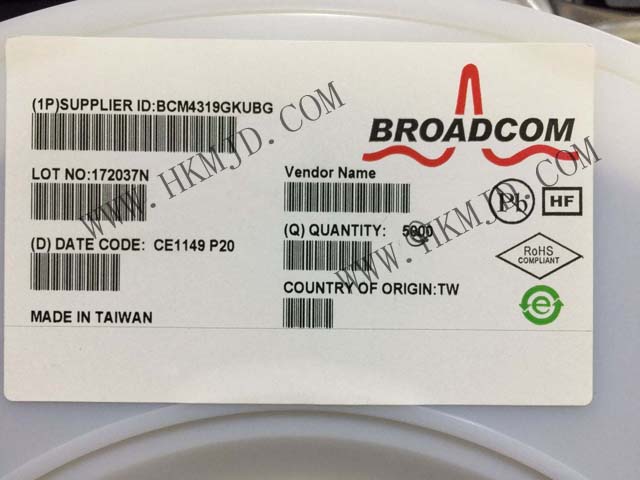 (1P)SUPPLIER ID:BCM4319GKUBG
BROADCOM
LOT NO:172037N
Vendor Name
Pb
HF
(D) DATE CODE: CE1149 P20
(Q) QUANTITY: 5000
RoHS
COMPLIANT
COUNTRY OF ORIGIN:TW
e
MADE IN TAIWAN
WWW.HKMJD.COM
WWW.HKMJD.COM